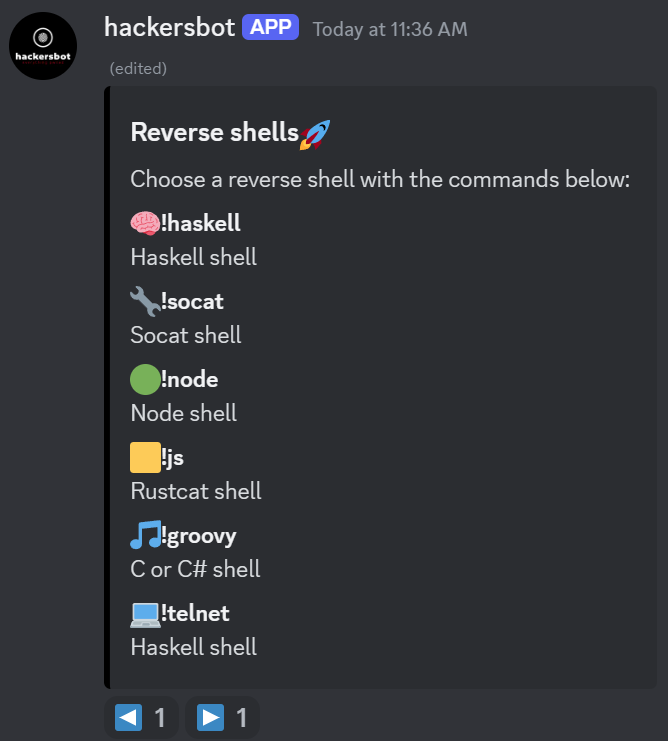 hackersbot APP Today at 11:36 AM
hackersbot
(edited)
Reverse shells🚀
Choose a reverse shell with the commands below:
🧠!haskell
Haskell shell
🔧!socat
Socat shell
🟢!node
Node shell
🟨!js
Rustcat shell
🎵!groovy
C or C# shell
💻!telnet
Haskell shell
◀️ 1 ▶️ 1